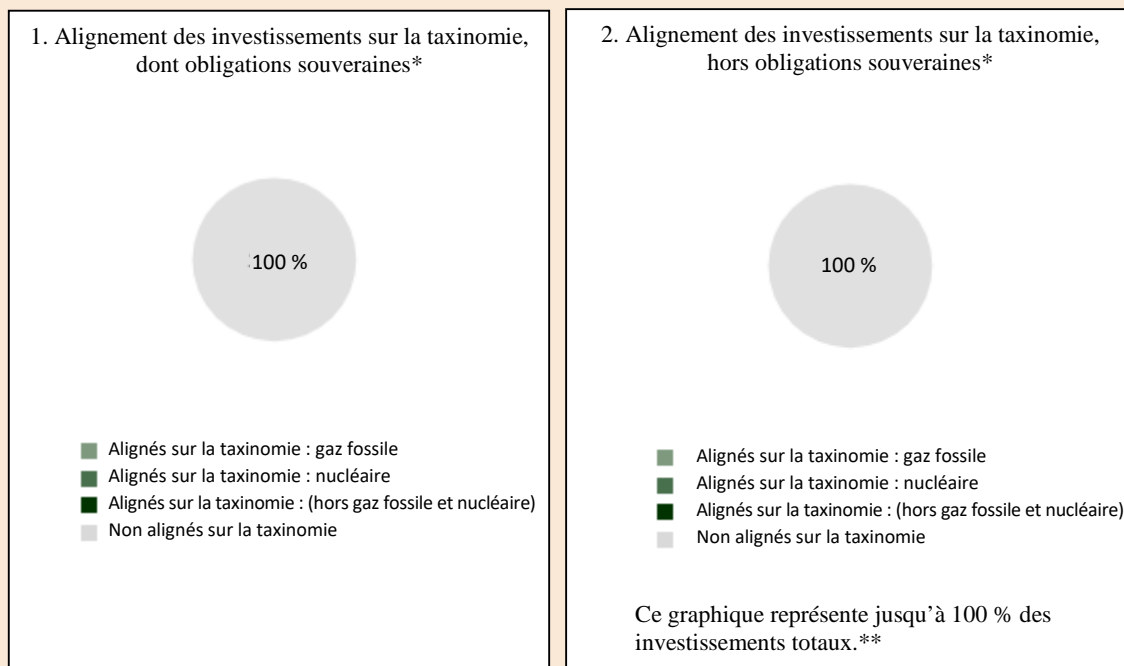 1. Alignement des investissements sur la taxinomie,
dont obligations souveraines*
100 %
Alignés sur la taxinomie : gaz fossile
Alignés sur la taxinomie : nucléaire
Alignés sur la taxinomie : (hors gaz fossile et nucléaire)
Non alignés sur la taxinomie
2. Alignement des investissements sur la taxinomie,
hors obligations souveraines*
100 %
Alignés sur la taxinomie : gaz fossile
Alignés sur la taxinomie : nucléaire
Alignés sur la taxinomie : (hors gaz fossile et nucléaire)
Non alignés sur la taxinomie
Ce graphique représente jusqu’à 100 % des
investissements totaux.**